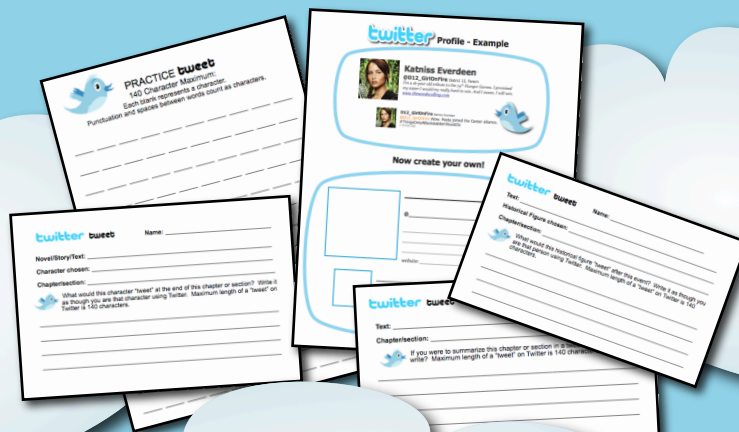 PRACTICE tweet
140 Character Maximum:
Each blank represents a character.
Punctuation and spaces between words count as characters.
twitter Profile - Example
Katniss Everdeen
@D12_GirlOnFire
D12_GirlOnFire
Now create your own!
@
website:
twitter tweet Name:
Novel/Story/Text:
Character chosen:
Chapter/section:
What would this character "tweet" at the end of this chapter or section? Write it
as though you are that character using Twitter. Maximum length of a "tweet" on
Twitter is 140 characters.
twitter tweet Name:
Text:
Historical Figure chosen:
Chapter/section:
What would this historical figure "tweet" after this event? Write it as though you
are that person using Twitter. Maximum length of a "tweet" on Twitter is 140
characters.
twitter tweet
Text:
Chapter/section:
If you were to summarize this chapter or section in a
write? Maximum length of a "tweet" on Twitter is 140